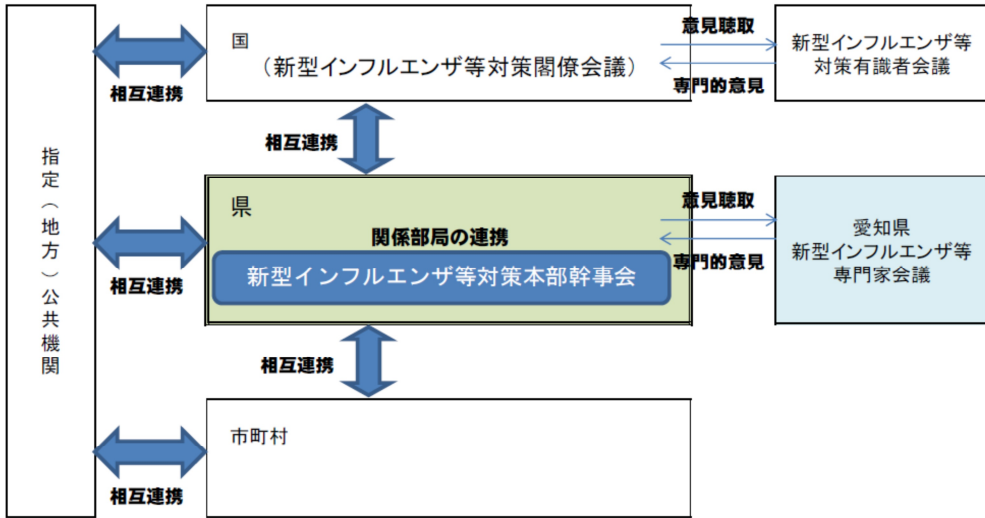 国
（新型インフルエンザ等対策閣僚会議）
意見聴取
専門的意見
新型インフルエンザ等
対策有識者会議
相互連携
相互連携
指定（地方）公共機関
県
関係部局の連携
新型インフルエンザ等対策本部幹事会
意見聴取
専門的意見
愛知県
新型インフルエンザ等
専門家会議
相互連携
相互連携
市町村
相互連携